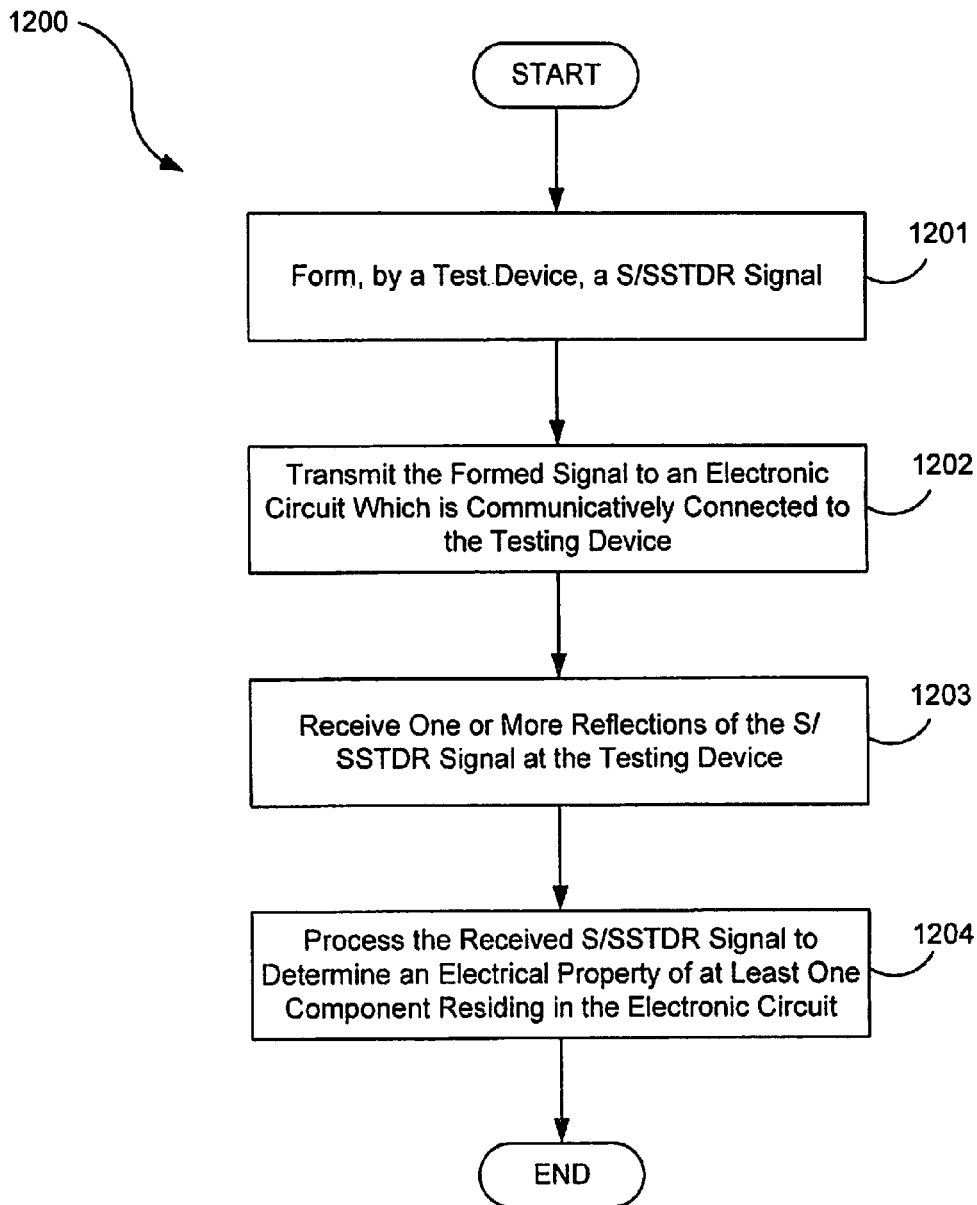 1200
START
1201
Form, by a Test Device, a S/SSTDR Signal
1202
Transmit the Formed Signal to an Electronic
Circuit Which is Communicatively Connected to
the Testing Device
1203
Receive One or More Reflections of the S/
SSTDR Signal at the Testing Device
1204
Process the Received S/SSTDR Signal to
Determine an Electrical Property of at Least One
Component Residing in the Electronic Circuit
END